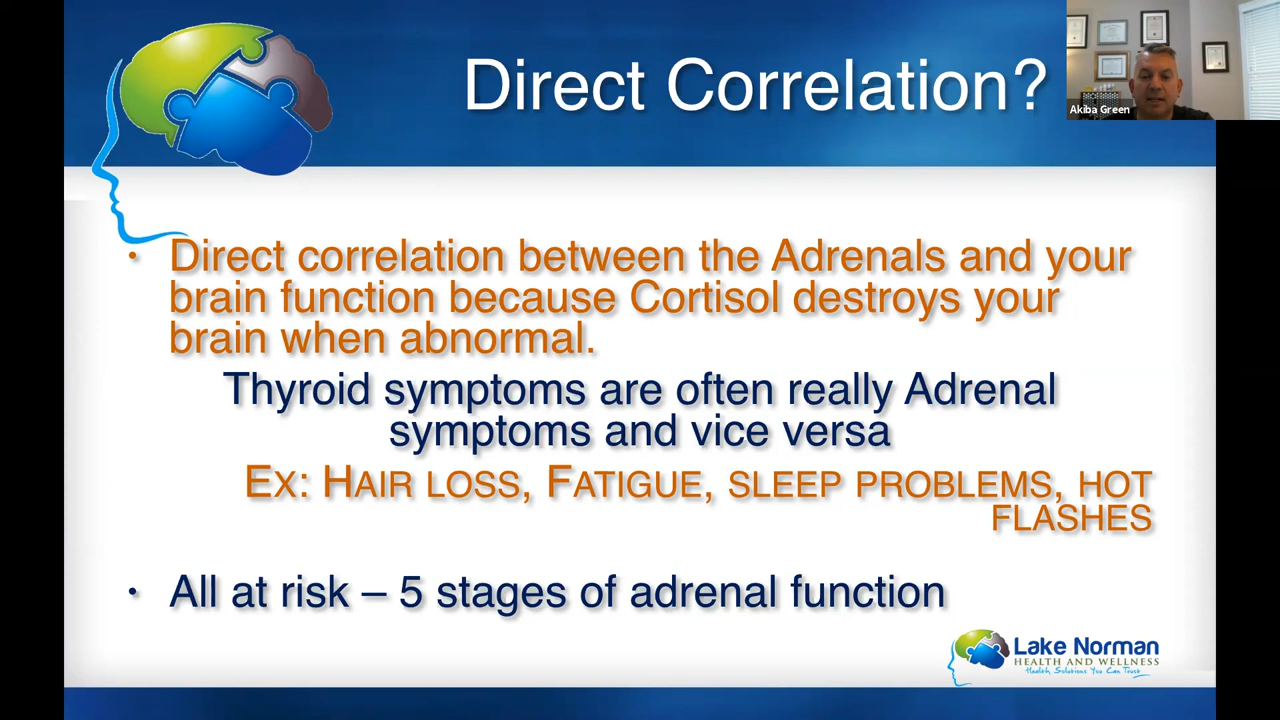 Direct Correlation?
Akiba Green
• Direct correlation between the Adrenals and your
brain function because Cortisol destroys your
brain when abnormal.
Thyroid symptoms are often really Adrenal
symptoms and vice versa
EX: HAIR LOSS, FATIGUE, SLEEP PROBLEMS, HOT
FLASHES
• All at risk – 5 stages of adrenal function
Lake Norman
HEALTH AND WELLNESS
Health Solutions You Can Trust